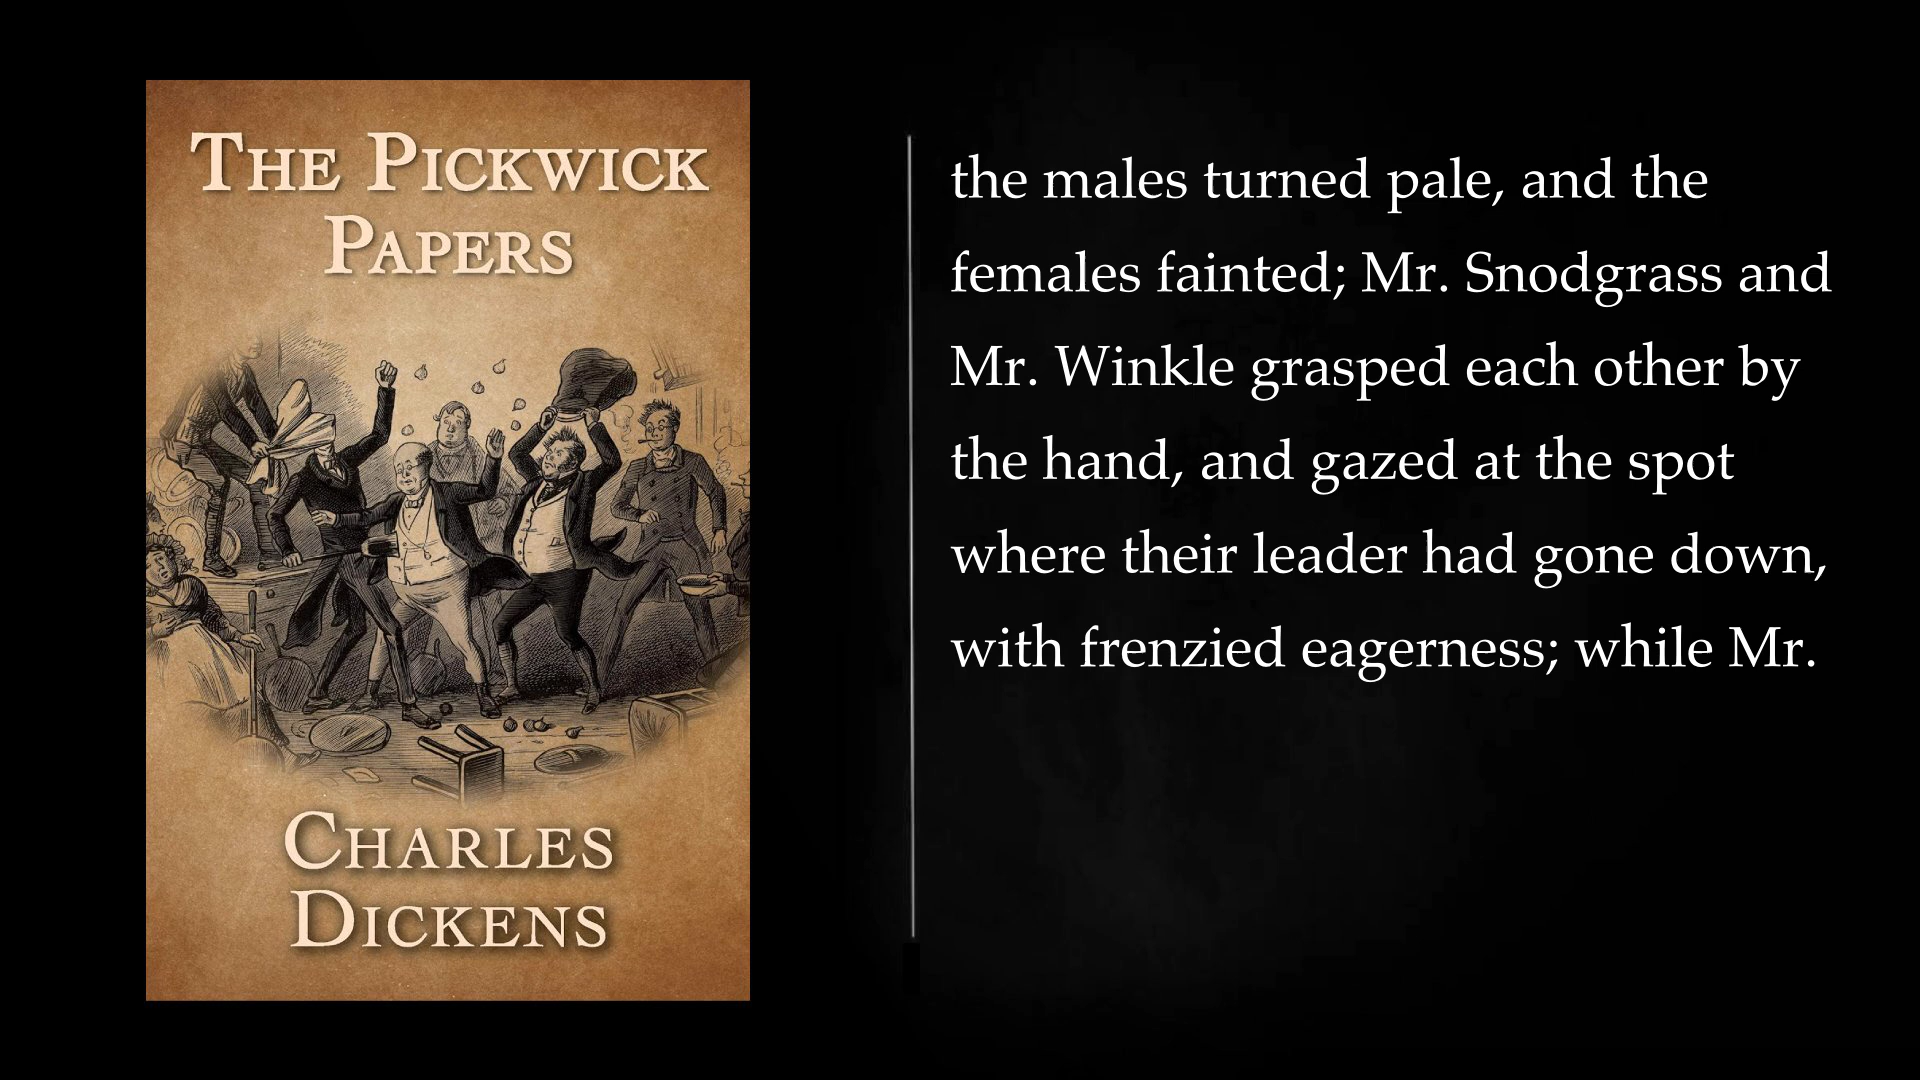 The Pickwick
Papers
Charles
Dickens
the males turned pale, and the
females fainted; Mr. Snodgrass and
Mr. Winkle grasped each other by
the hand, and gazed at the spot
where their leader had gone down,
with frenzied eagerness; while Mr.